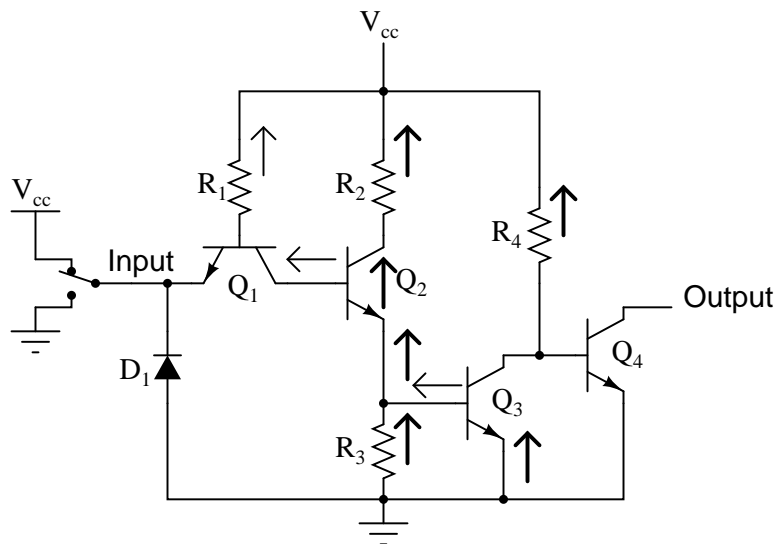 Vcc
Vcc
R1
R2
R4
Input
Q1
Q2
Output
Q4
D1
Q3
R3